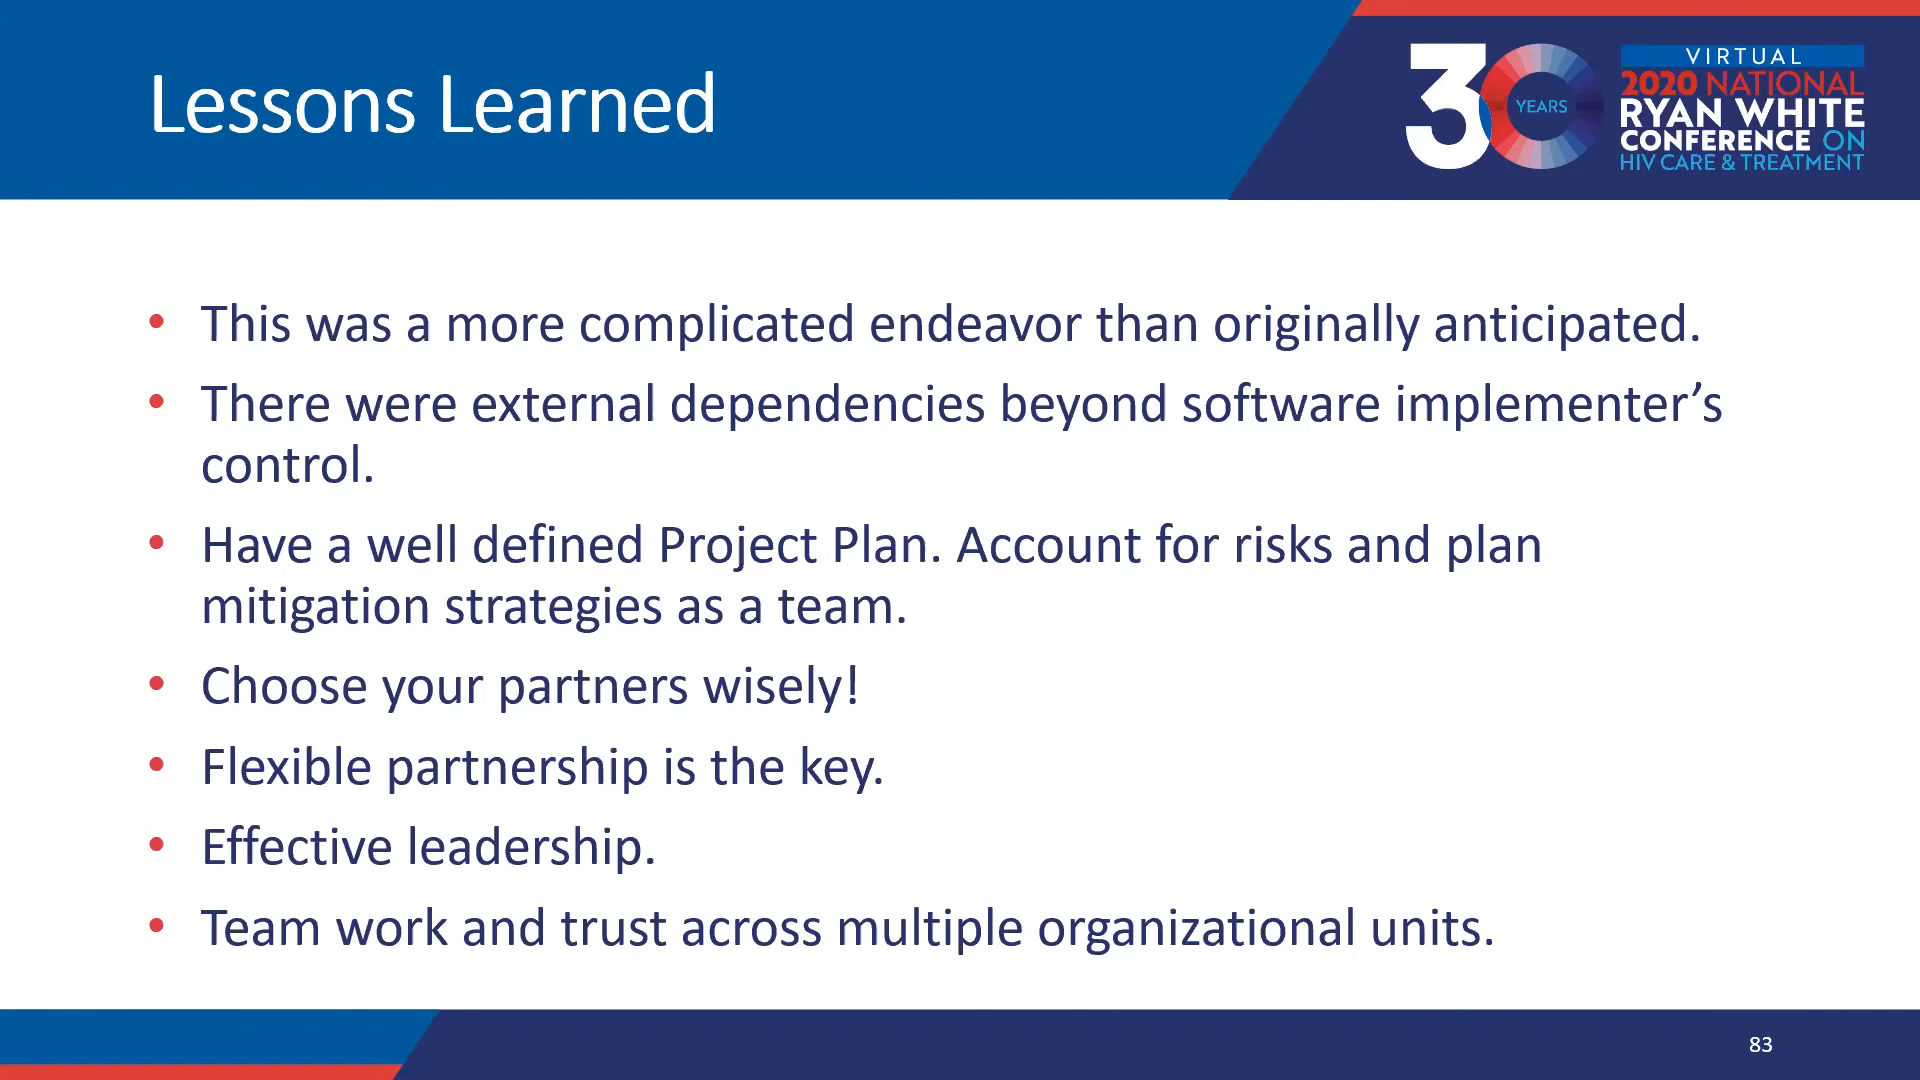 Lessons Learned
30
YEARS
VIRTUAL
2020 NATIONAL
RYAN WHITE
CONFERENCE ON
HIV CARE & TREATMENT
• This was a more complicated endeavor than originally anticipated.
• There were external dependencies beyond software implementer’s
control.
• Have a well defined Project Plan. Account for risks and plan
mitigation strategies as a team.
• Choose your partners wisely!
• Flexible partnership is the key.
• Effective leadership.
• Team work and trust across multiple organizational units.
83